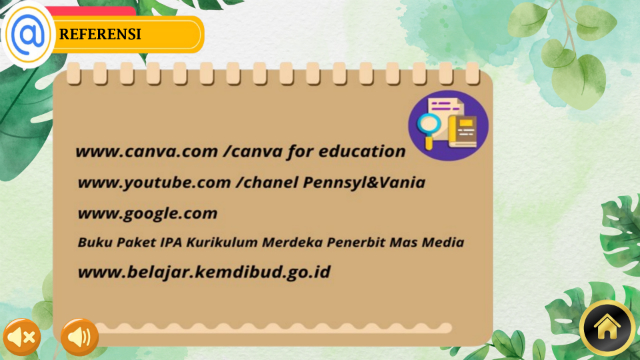 REFERENSI
www.canva.com /canva for education
www.youtube.com /chanel Pennsyl&Vania
www.google.com
Buku Paket IPA Kurikulum Merdeka Penerbit Mas Media
www.belajar.kemdibud.go.id